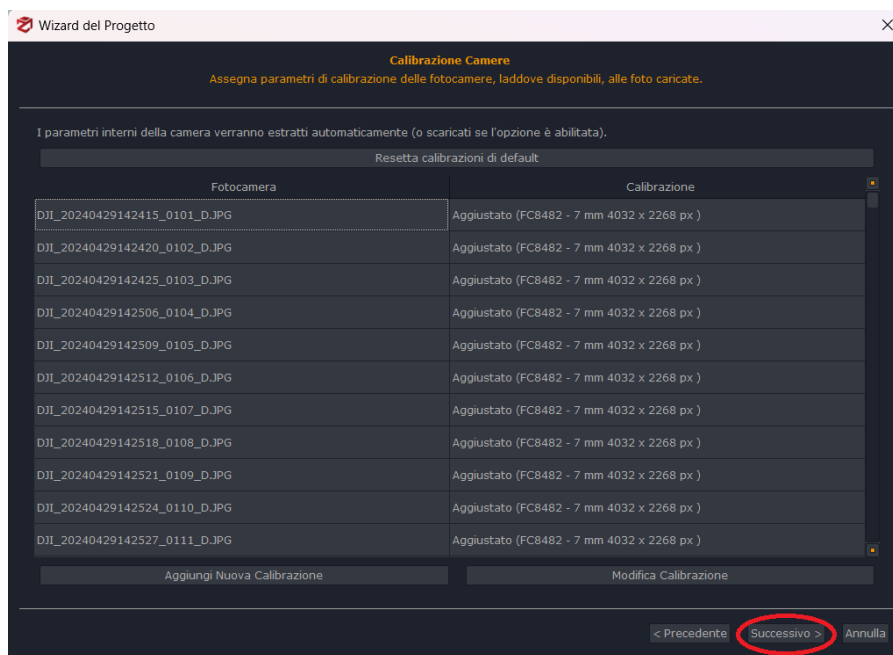 Wizard del Progetto
Calibrazione Camere
Assegna parametri di calibrazione delle fotocamere, laddove disponibili, alle foto caricate.
I parametri interni della camera verranno estratti automaticamente (o scaricati se l'opzione è abilitata).
Resetta calibrazioni di default
Fotocamera Calibrazione
DJI_20240429142415_0101_D.JPG Aggiustato (FC8482 - 7 mm 4032 x 2268 px )
DJI_20240429142420_0102_D.JPG Aggiustato (FC8482 - 7 mm 4032 x 2268 px )
DJI_20240429142425_0103_D.JPG Aggiustato (FC8482 - 7 mm 4032 x 2268 px )
DJI_20240429142506_0104_D.JPG Aggiustato (FC8482 - 7 mm 4032 x 2268 px )
DJI_20240429142509_0105_D.JPG Aggiustato (FC8482 - 7 mm 4032 x 2268 px )
DJI_20240429142512_0106_D.JPG Aggiustato (FC8482 - 7 mm 4032 x 2268 px )
DJI_20240429142515_0107_D.JPG Aggiustato (FC8482 - 7 mm 4032 x 2268 px )
DJI_20240429142518_0108_D.JPG Aggiustato (FC8482 - 7 mm 4032 x 2268 px )
DJI_20240429142521_0109_D.JPG Aggiustato (FC8482 - 7 mm 4032 x 2268 px )
DJI_20240429142524_0110_D.JPG Aggiustato (FC8482 - 7 mm 4032 x 2268 px )
DJI_20240429142527_0111_D.JPG Aggiustato (FC8482 - 7 mm 4032 x 2268 px )
Aggiungi Nuova Calibrazione Modifica Calibrazione
< Precedente Successivo > Annulla